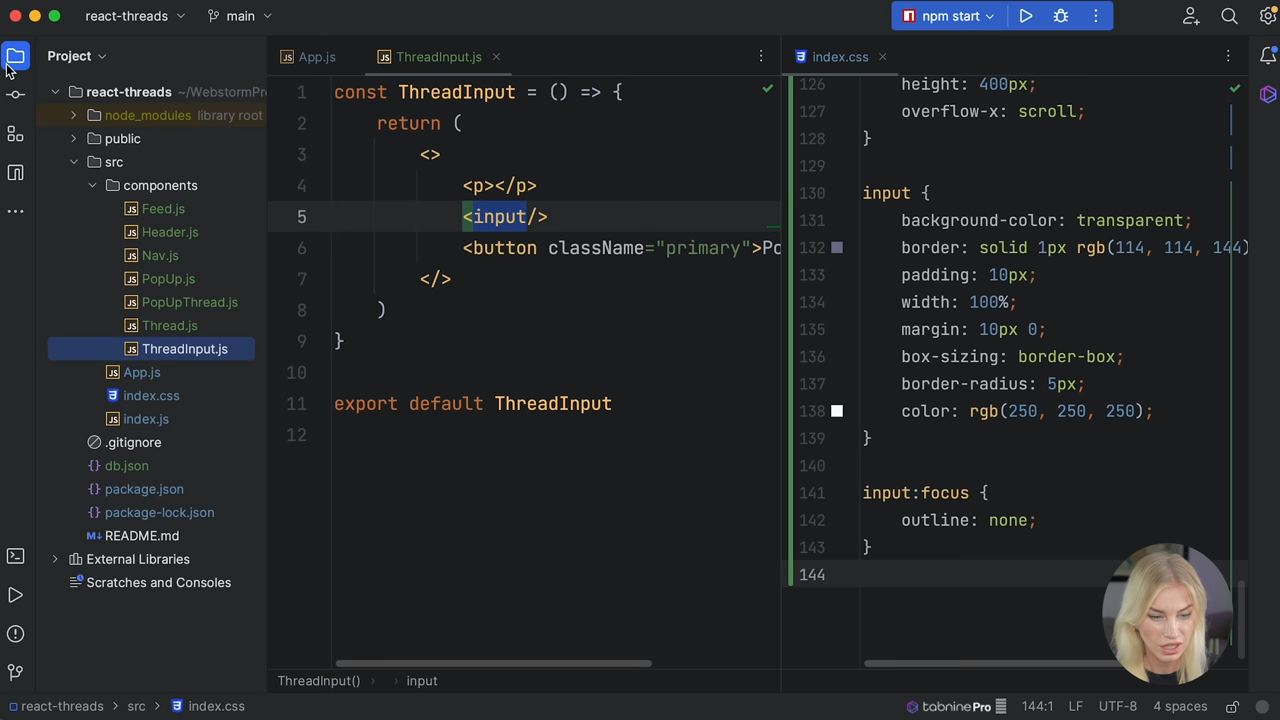 react-threads
main
npm start
Project
react-threads ~/WebstormPr
node_modules library root
public
src
components
Feed.js
Header.js
Nav.js
PopUp.js
PopUpThread.js
Thread.js
ThreadInput.js
App.js
index.css
index.js
.gitignore
db.json
package.json
package-lock.json
README.md
External Libraries
Scratches and Consoles
App.js
ThreadInput.js
1 const ThreadInput = () => {
2 return (
3 <>
4 <p></p>
5 <input/>
6 <button className="primary">Po
7 </>
8 )
9 }
10
11 export default ThreadInput
12
ThreadInput()
input
index.css
126 height: 400px;
127 overflow-x: scroll;
128 }
129
130 input {
131 background-color: transparent;
132 border: solid 1px rgb(114, 114, 144)
133 padding: 10px;
134 width: 100%;
135 margin: 10px 0;
136 box-sizing: border-box;
137 border-radius: 5px;
138 color: rgb(250, 250, 250);
139 }
140
141 input:focus {
142 outline: none;
143 }
144
react-threads > src > index.css
tabnine Pro
144:1
LF
UTF-8
4 spaces